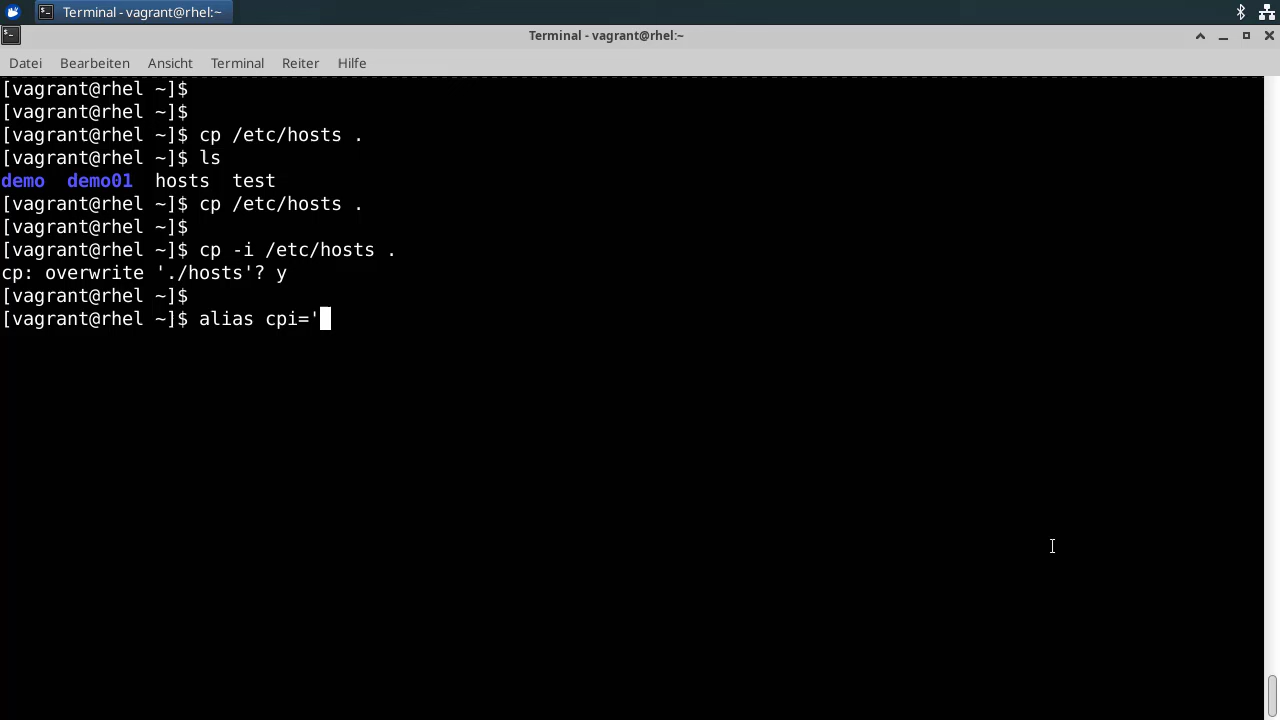 Terminal - vagrant@rhel:~
Terminal - vagrant@rhel:~
Datei Bearbeiten Ansicht Terminal Reiter Hilfe
[vagrant@rhel ~]$
[vagrant@rhel ~]$
[vagrant@rhel ~]$ cp /etc/hosts .
[vagrant@rhel ~]$ ls
demo  demo01  hosts  test
[vagrant@rhel ~]$ cp /etc/hosts .
[vagrant@rhel ~]$
[vagrant@rhel ~]$ cp -i /etc/hosts .
cp: overwrite './hosts'? y
[vagrant@rhel ~]$
[vagrant@rhel ~]$ alias cpi='